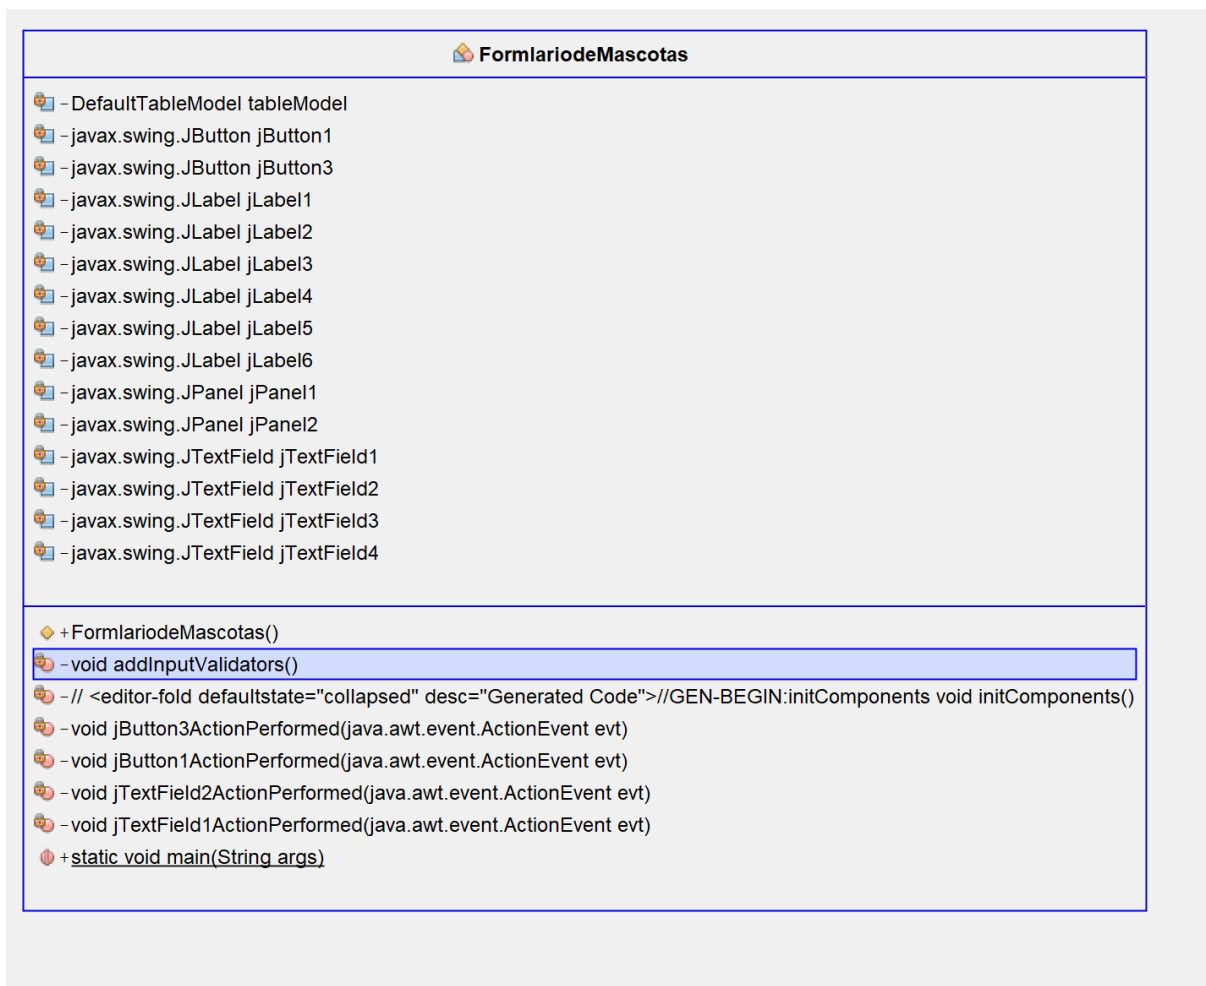 FormlariodeMascotas
-DefaultTableModel tableModel
-javax.swing.JButton jButton1
-javax.swing.JButton jButton3
-javax.swing.JLabel jLabel1
-javax.swing.JLabel jLabel2
-javax.swing.JLabel jLabel3
-javax.swing.JLabel jLabel4
-javax.swing.JLabel jLabel5
-javax.swing.JLabel jLabel6
-javax.swing.JPanel jPanel1
-javax.swing.JPanel jPanel2
-javax.swing.JTextField jTextField1
-javax.swing.JTextField jTextField2
-javax.swing.JTextField jTextField3
-javax.swing.JTextField jTextField4
+FormlariodeMascotas()
-void addInputValidators()
-// <editor-fold defaultstate="collapsed" desc="Generated Code">//GEN-BEGIN:initComponents void initComponents()
-void jButton3ActionPerformed(java.awt.event.ActionEvent evt)
-void jButton1ActionPerformed(java.awt.event.ActionEvent evt)
-void jTextField2ActionPerformed(java.awt.event.ActionEvent evt)
-void jTextField1ActionPerformed(java.awt.event.ActionEvent evt)
+static void main(String args)